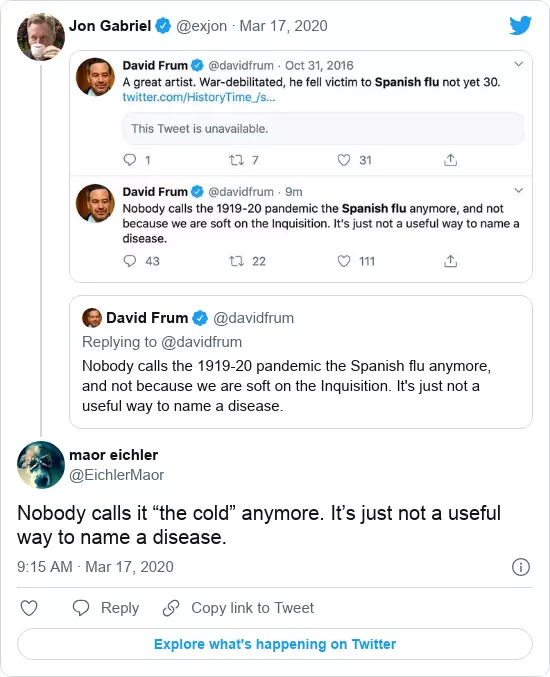 Jon Gabriel @exjon · Mar 17, 2020
David Frum @davidfrum · Oct 31, 2016
A great artist. War-debilitated, he fell victim to Spanish flu not yet 30.
twitter.com/HistoryTime_/s...
This Tweet is unavailable.
1 7 31
David Frum @davidfrum · 9m
Nobody calls the 1919-20 pandemic the Spanish flu anymore, and not
because we are soft on the Inquisition. It's just not a useful way to name a
disease.
43 22 111
David Frum @davidfrum
Replying to @davidfrum
Nobody calls the 1919-20 pandemic the Spanish flu anymore,
and not because we are soft on the Inquisition. It's just not a
useful way to name a disease.
maor eichler
@EichlerMaor
Nobody calls it “the cold” anymore. It’s just not a useful
way to name a disease.
9:15 AM · Mar 17, 2020
Reply Copy link to Tweet
Explore what's happening on Twitter